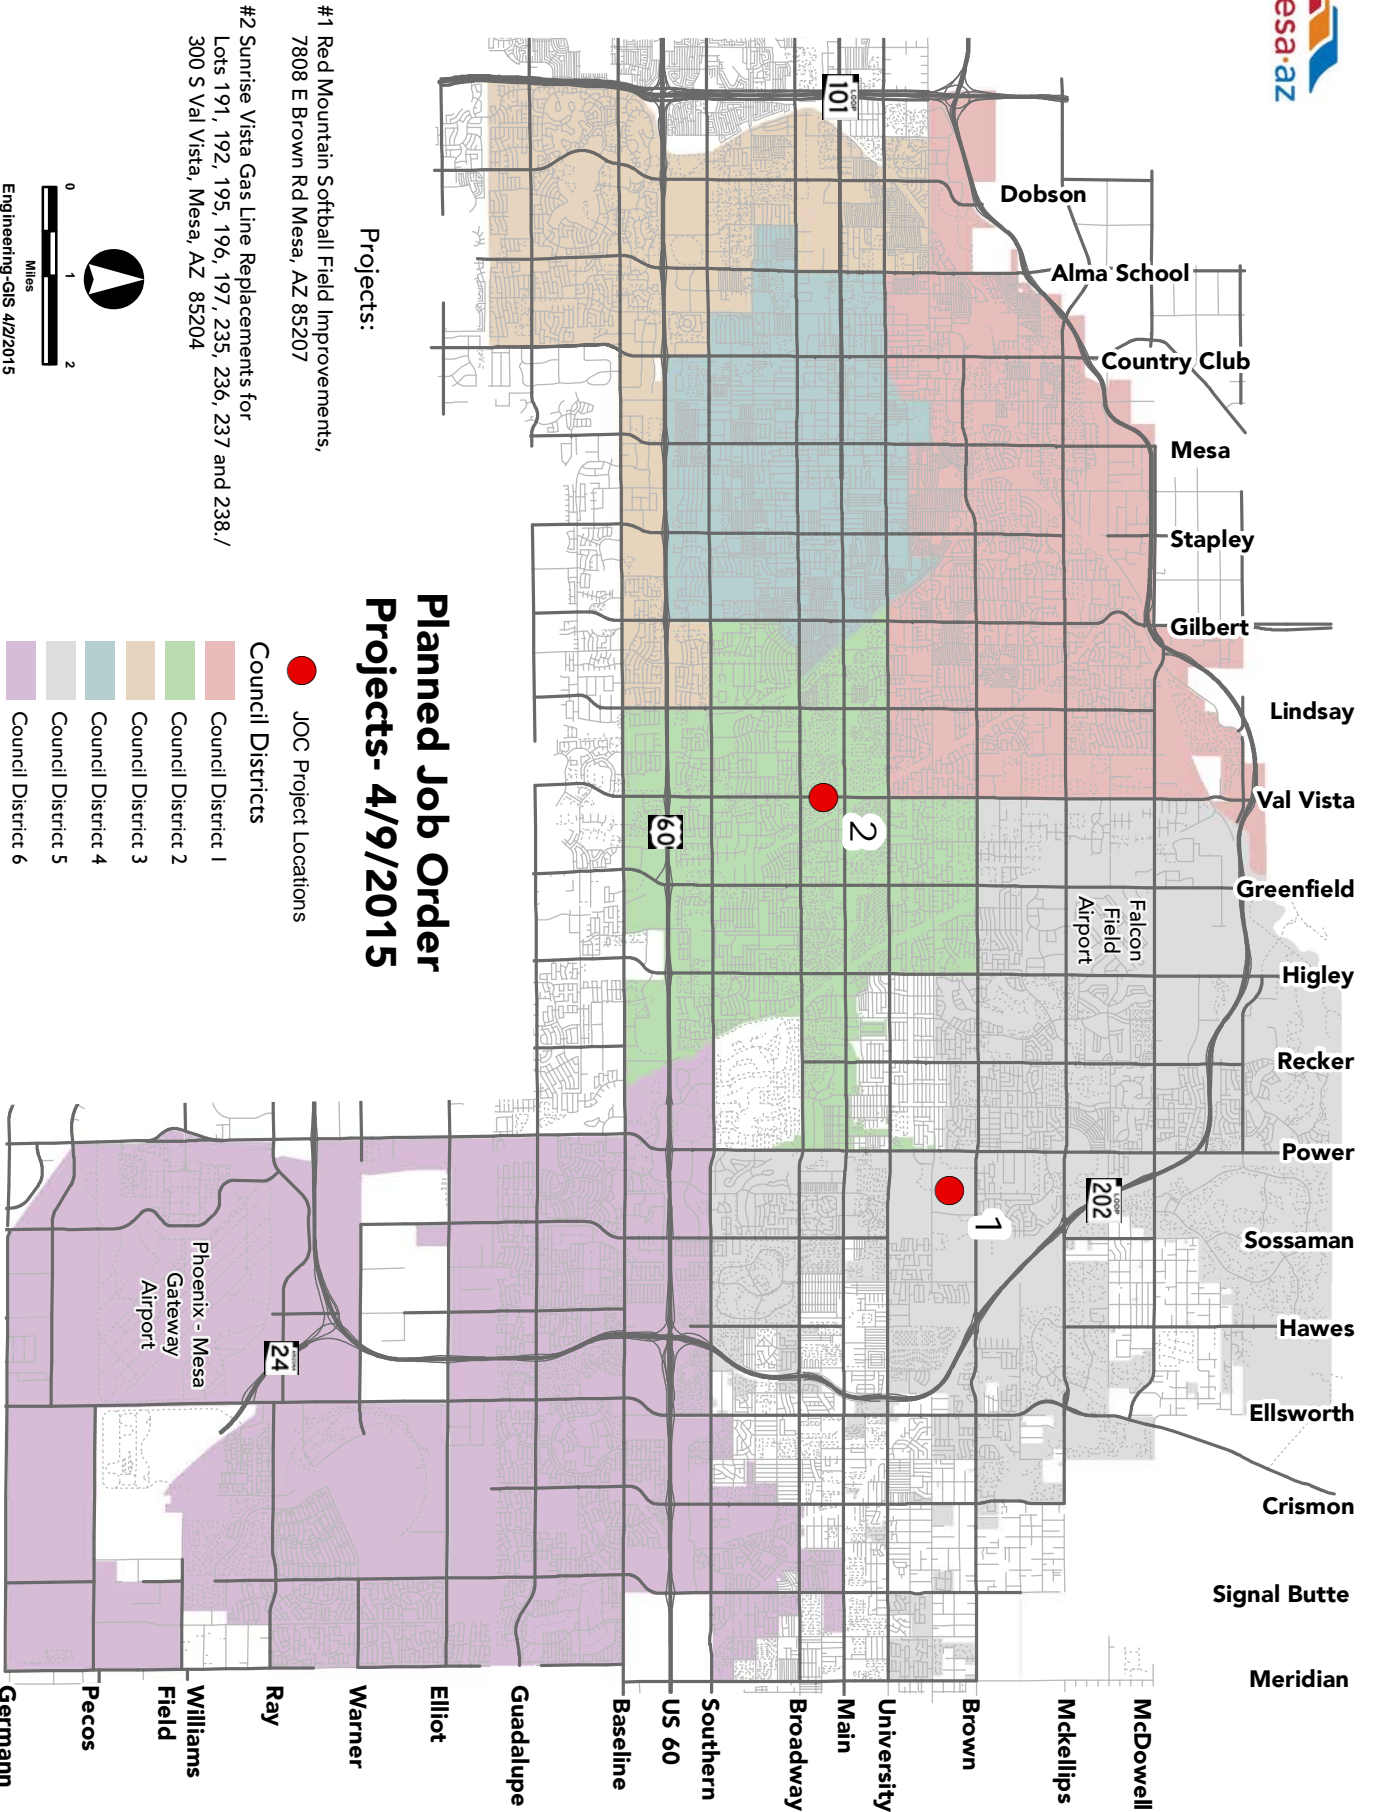 esa·az
Dobson
Alma School
Country Club
Mesa
Stapley
Gilbert
Lindsay
Val Vista
Greenfield
Higley
Recker
Power
Sossaman
Hawes
Ellsworth
Crismon
Signal Butte
Meridian
McDowell
Mckellips
Brown
University
Main
Broadway
Southern
US 60
Baseline
Guadalupe
Elliot
Warner
Ray
Williams
Field
Pecos
Germann
LOOP
101
LOOP
202
60
24
Falcon
Field
Airport
Phoenix - Mesa
Gateway
Airport
1
2
Planned Job Order
Projects- 4/9/2015
Projects:
#1 Red Mountain Softball Field Improvements,
7808 E Brown Rd Mesa, AZ 85207
#2 Sunrise Vista Gas Line Replacements for
Lots 191, 192, 195, 196, 197, 235, 236, 237 and 238./
300 S Val Vista, Mesa, AZ 85204
JOC Project Locations
Council Districts
Council District 1
Council District 2
Council District 3
Council District 4
Council District 5
Council District 6
0 1 2
Miles
Engineering-GIS 4/2/2015